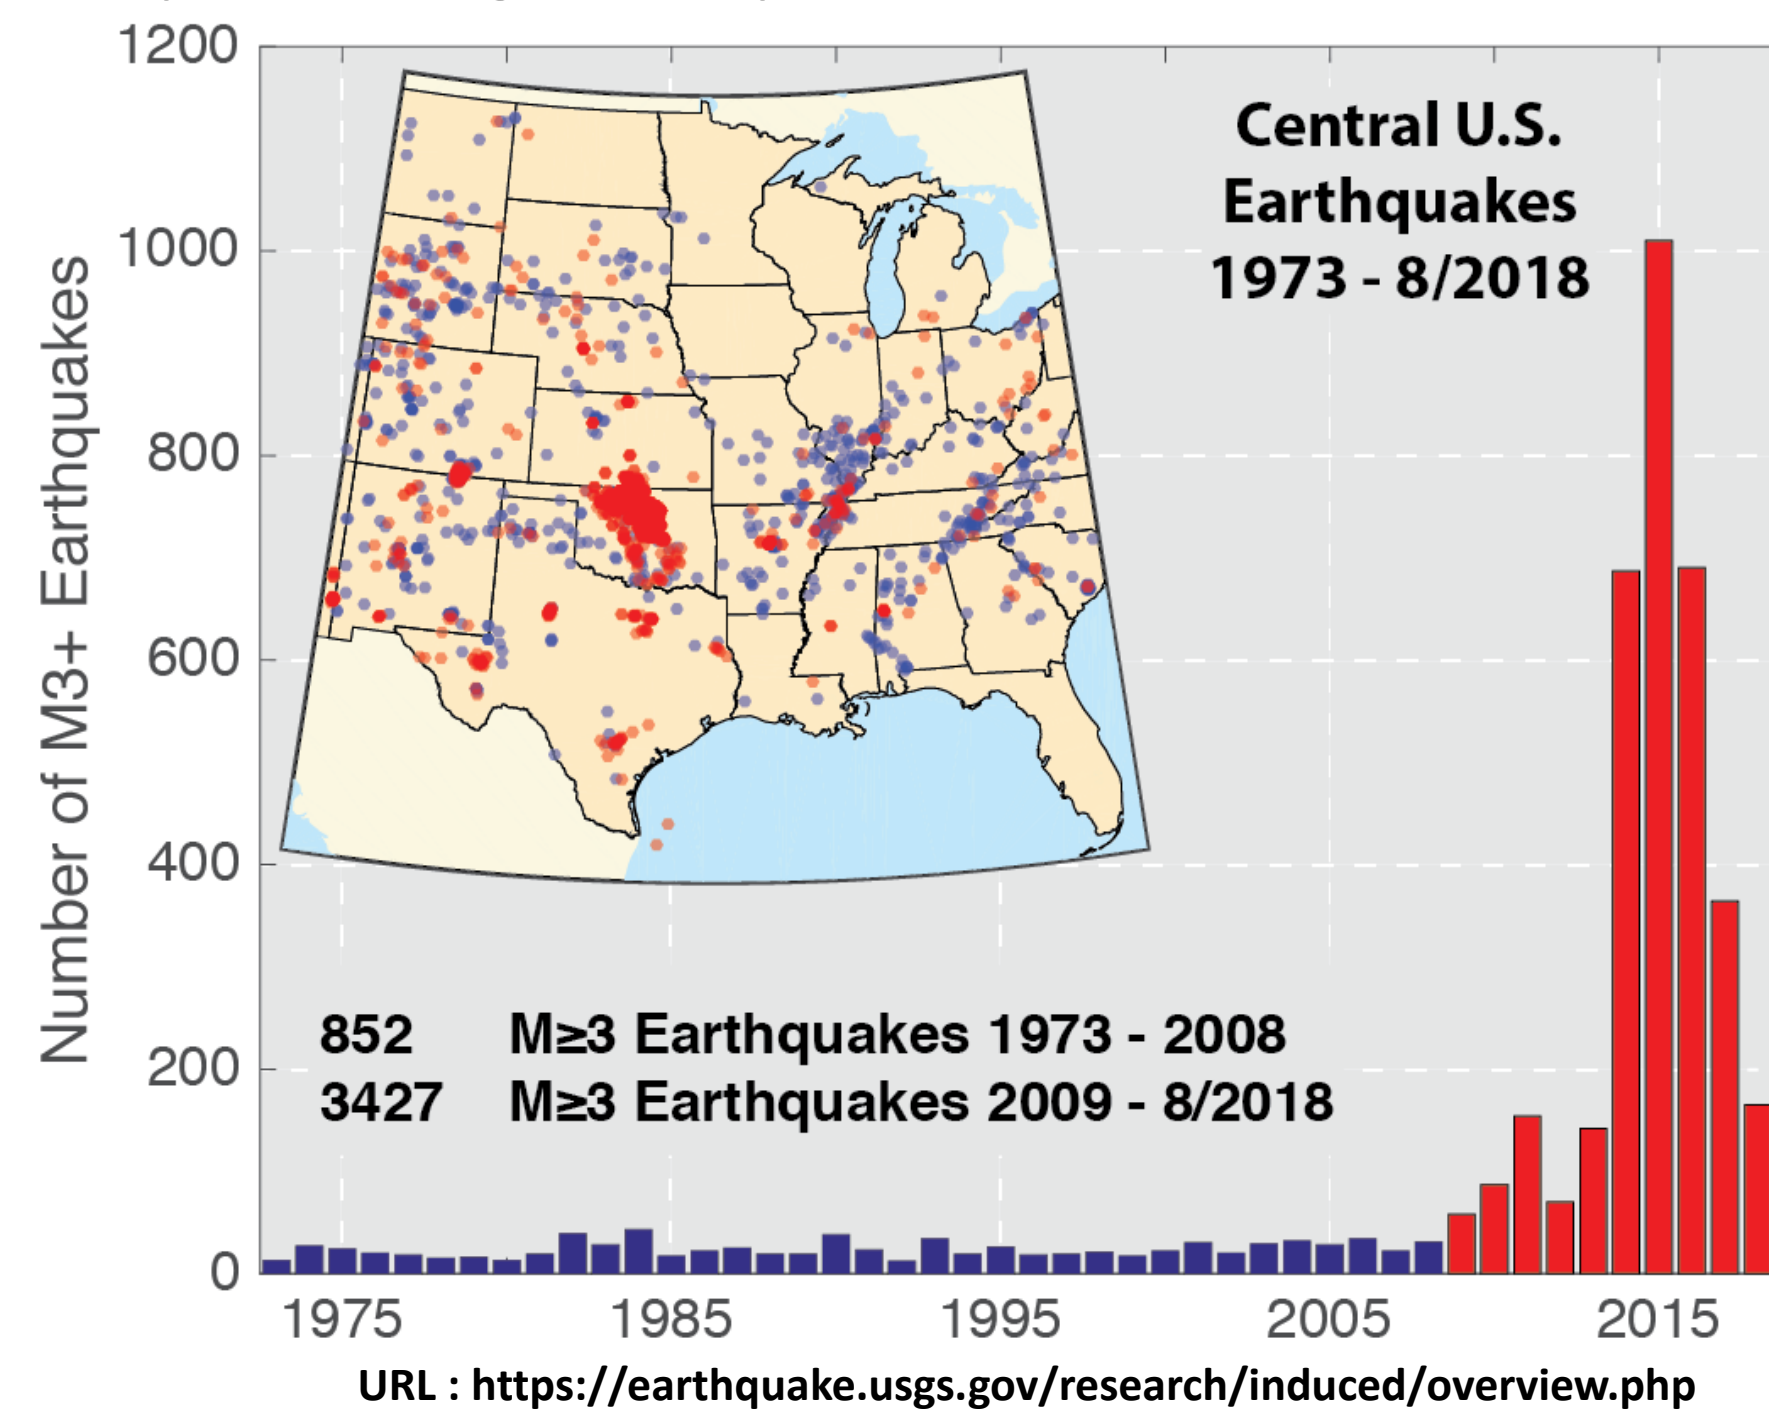 1200
Central U.S.
Earthquakes
1973 - 8/2018
1000
800
600
400
200
0
Number of M3+ Earthquakes
852 M≥3 Earthquakes 1973 - 2008
3427 M≥3 Earthquakes 2009 - 8/2018
1975 1985 1995 2005 2015
URL : https://earthquake.usgs.gov/research/induced/overview.php